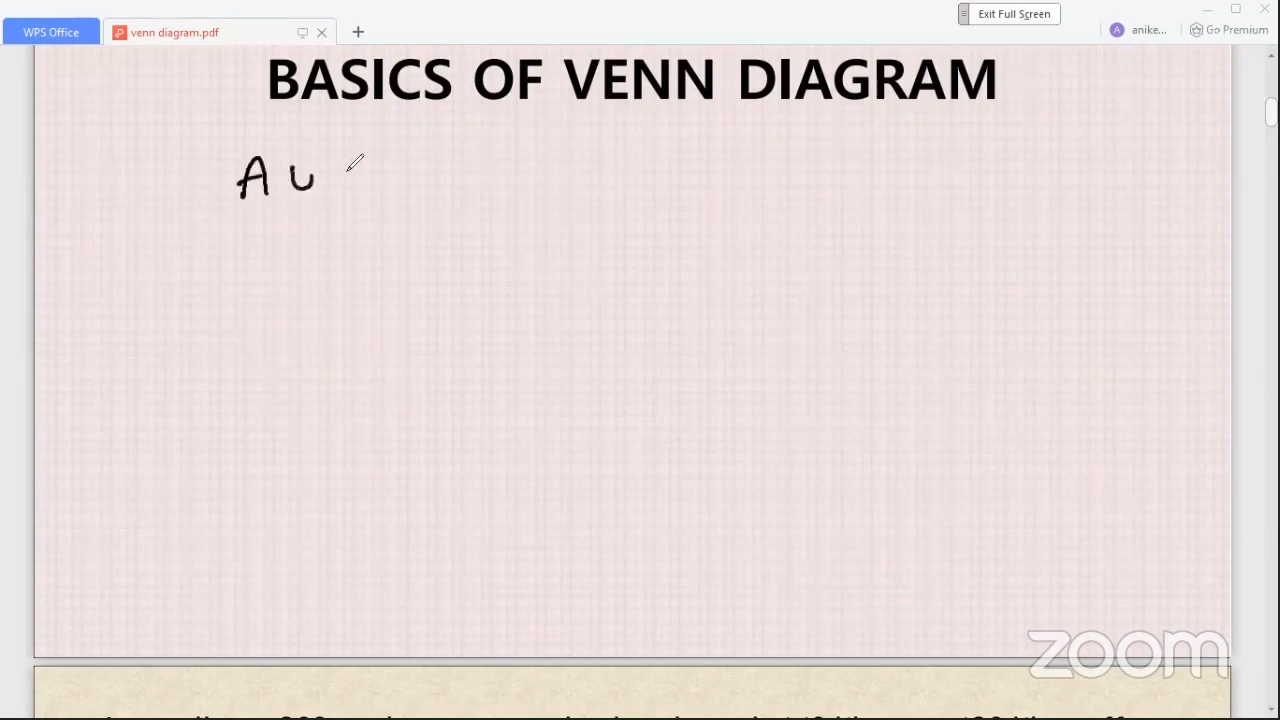 Exit Full Screen
WPS Office
venn diagram.pdf
A
anike...
Go Premium
BASICS OF VENN DIAGRAM
A ∪
zoom